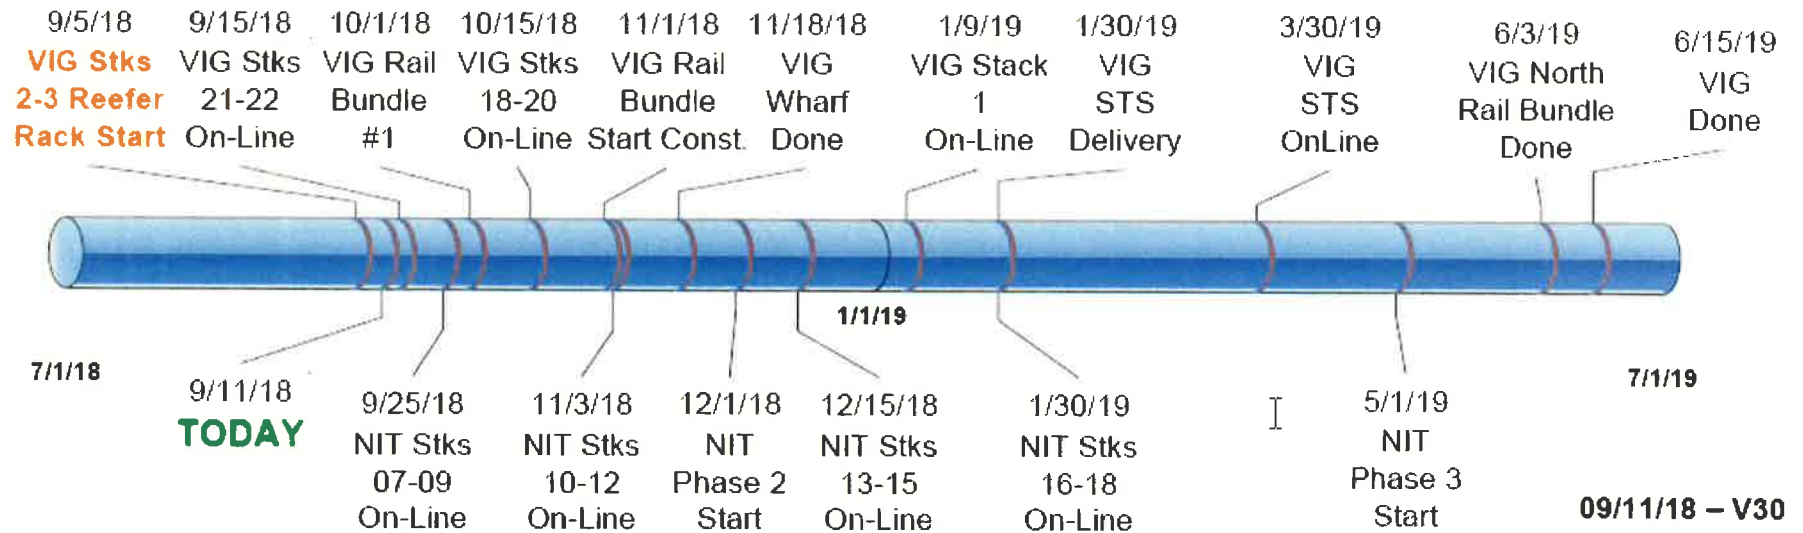 9/5/18
VIG Stks
2-3 Reefer
Rack Start
9/15/18
VIG Stks
21-22
On-Line
10/1/18
VIG Rail
Bundle
#1
10/15/18
VIG Stks
18-20
On-Line
11/1/18
VIG Rail
Bundle
Start Const.
11/18/18
VIG
Wharf
Done
1/9/19
VIG Stack
1
On-Line
1/30/19
VIG
STS
Delivery
3/30/19
VIG
STS
OnLine
6/3/19
VIG North
Rail Bundle
Done
6/15/19
VIG
Done
7/1/18
1/1/19
7/1/19
9/11/18
TODAY
9/25/18
NIT Stks
07-09
On-Line
11/3/18
NIT Stks
10-12
On-Line
12/1/18
NIT
Phase 2
Start
12/15/18
NIT Stks
13-15
On-Line
1/30/19
NIT Stks
16-18
On-Line
5/1/19
NIT
Phase 3
Start
09/11/18 – V30